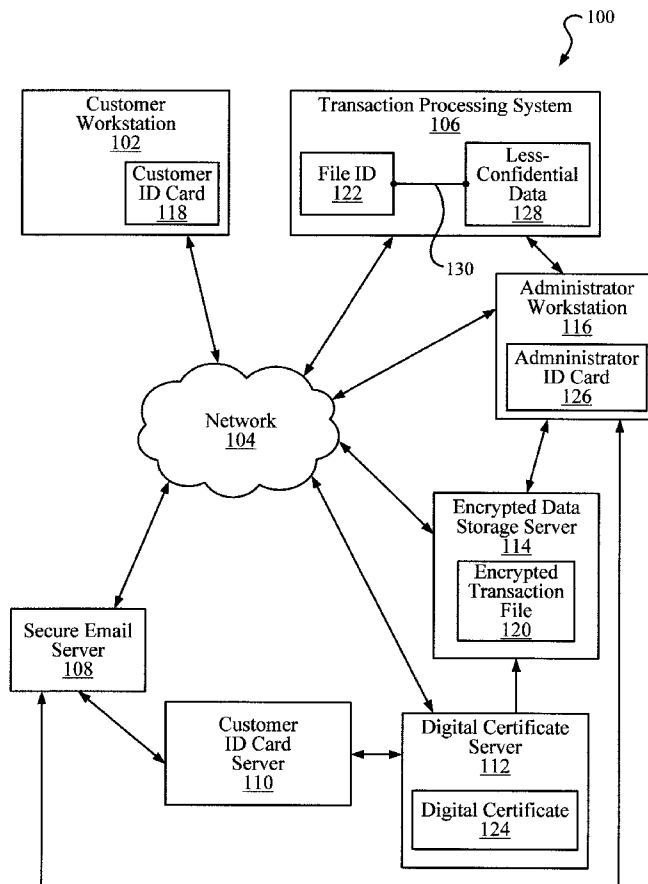 100
Customer
Workstation
102
Customer
ID Card
118
Transaction Processing System
106
File ID
122
Less-
Confidential
Data
128
130
Administrator
Workstation
116
Admninistrator
ID Card
126
Network
104
Encrypted Data
Storage Server
114
Encrypted
Transaction
File
120
Secure Email
Server
108
Customer
ID Card
Server
110
Digital Certificate
Server
112
Digital Certificate
124